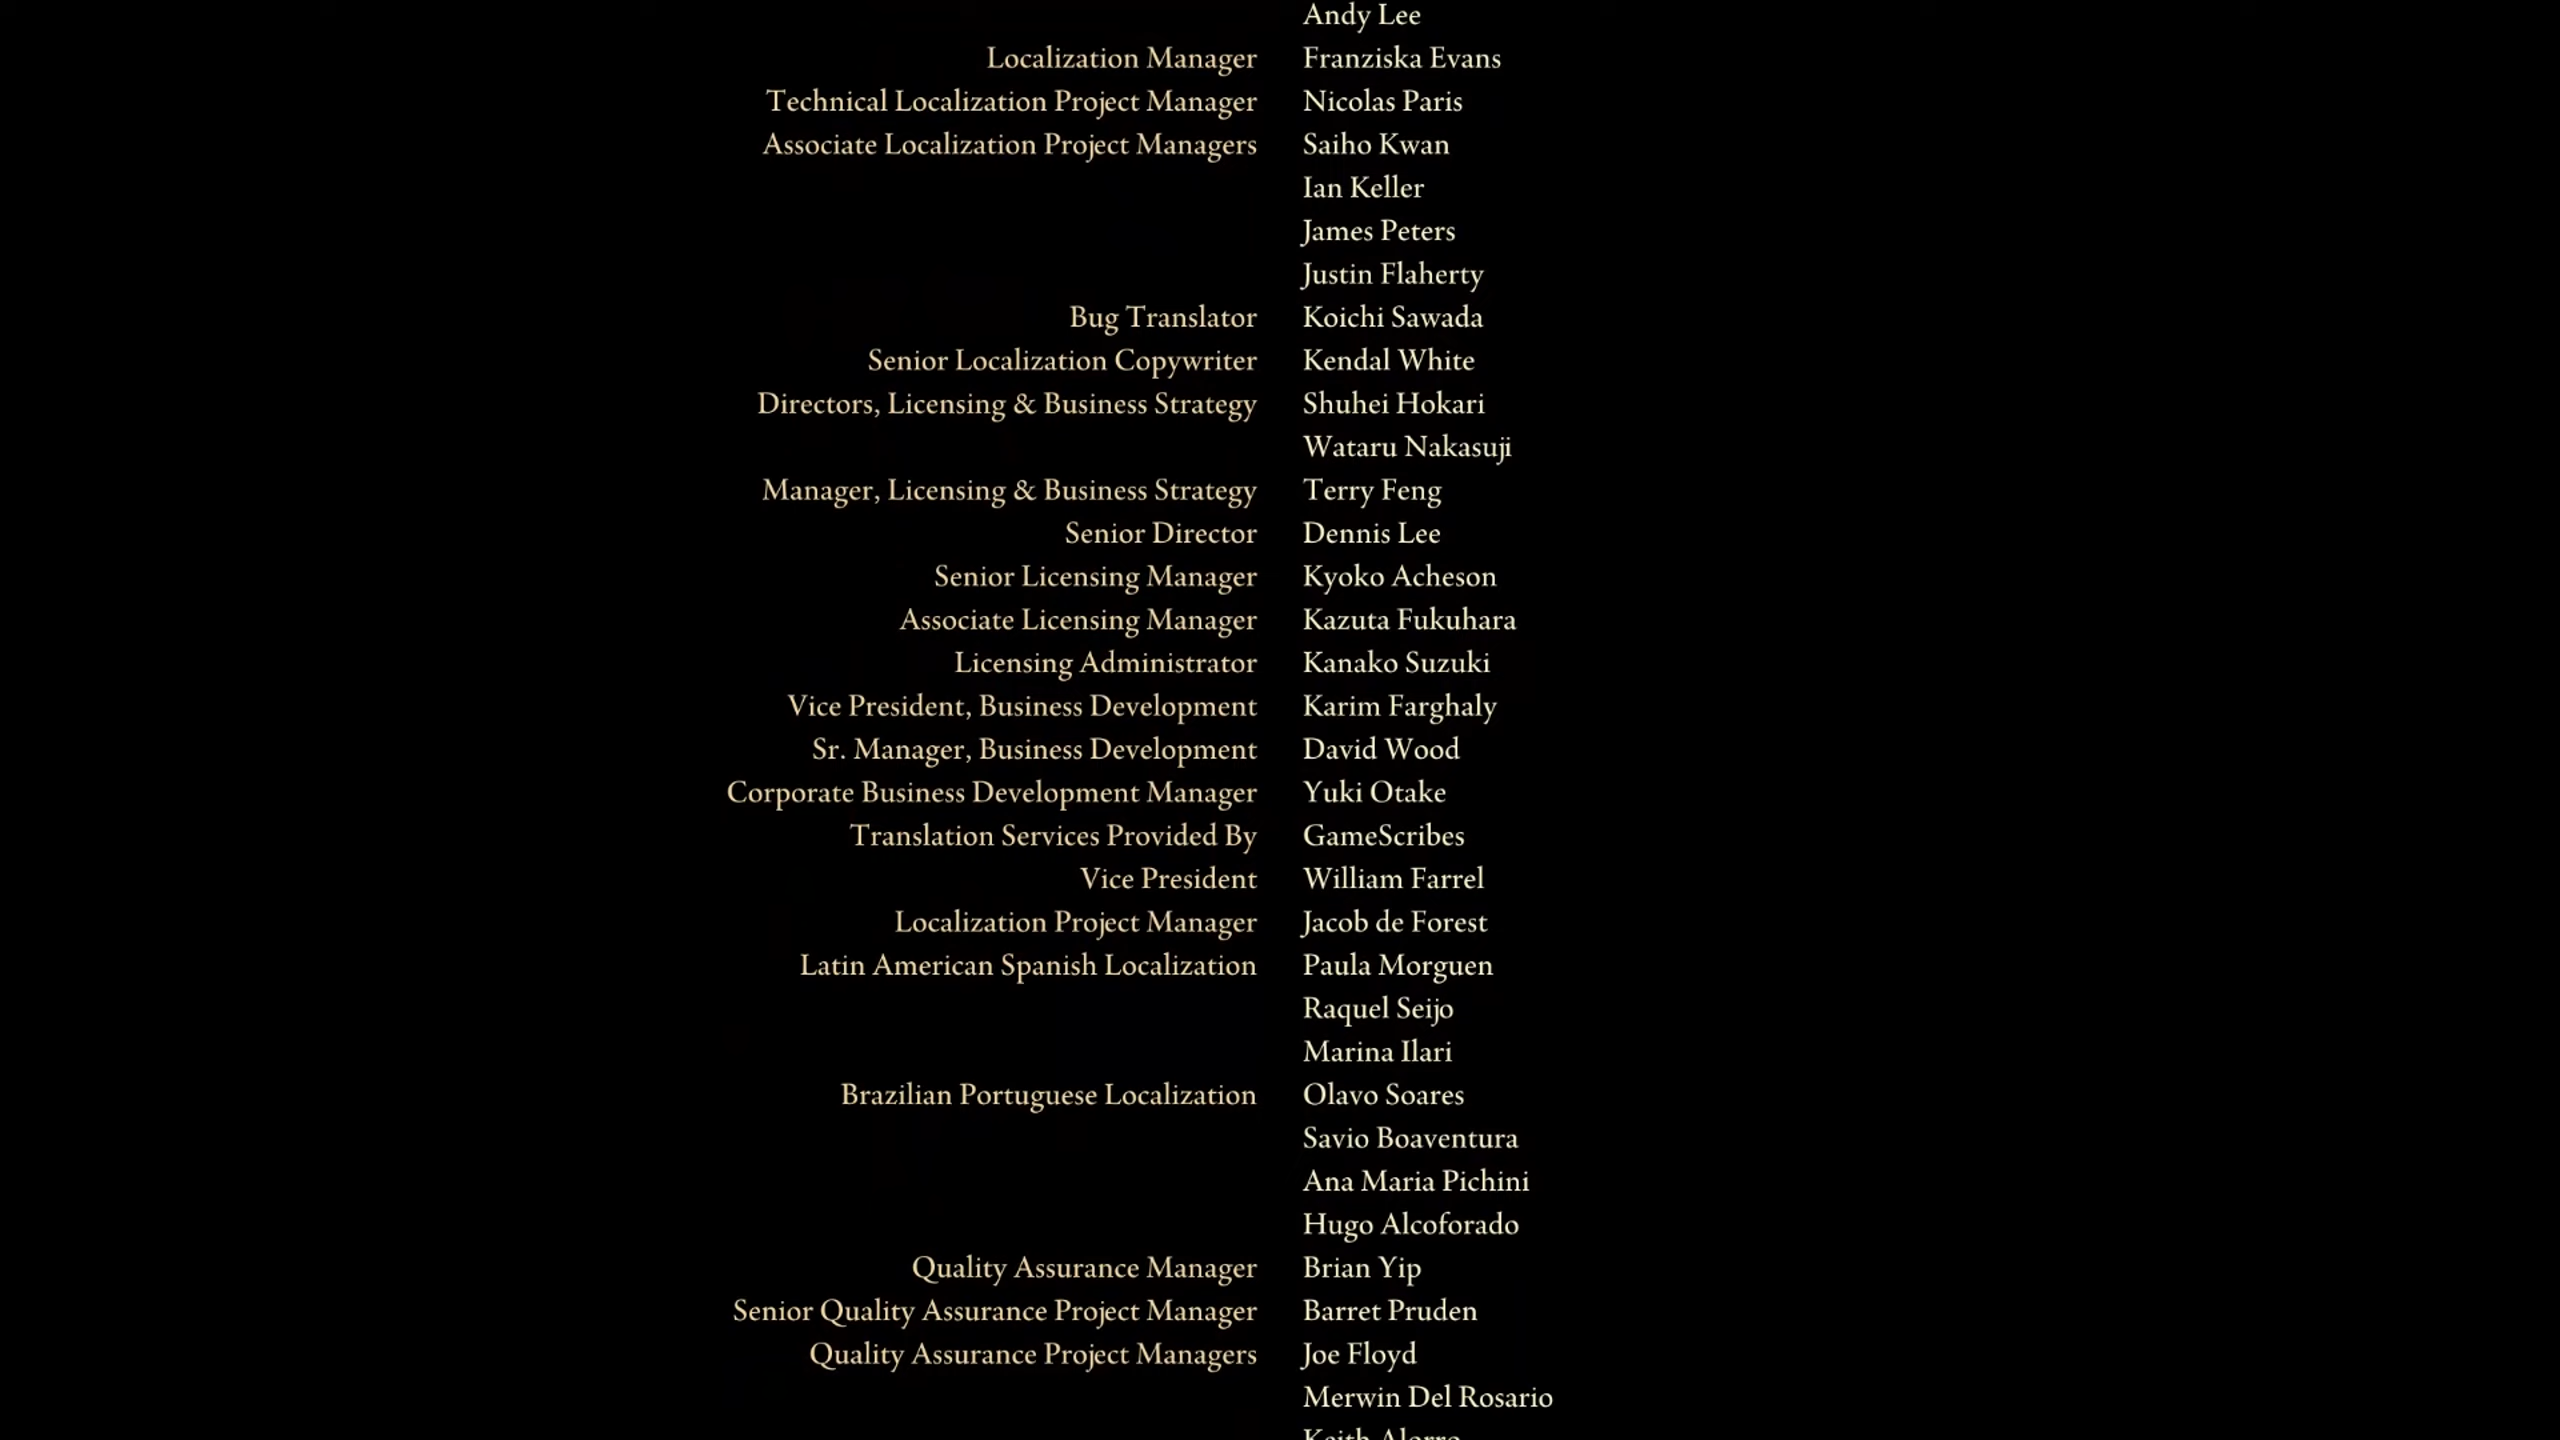 Andy Lee
Localization Manager Franziska Evans
Technical Localization Project Manager Nicolas Paris
Associate Localization Project Managers Saiho Kwan
Ian Keller
James Peters
Justin Flaherty
Bug Translator Koichi Sawada
Senior Localization Copywriter Kendal White
Directors, Licensing & Business Strategy Shuhei Hokari
Wataru Nakasuji
Manager, Licensing & Business Strategy Terry Feng
Senior Director Dennis Lee
Senior Licensing Manager Kyoko Acheson
Associate Licensing Manager Kazuta Fukuhara
Licensing Administrator Kanako Suzuki
Vice President, Business Development Karim Farghaly
Sr. Manager, Business Development David Wood
Corporate Business Development Manager Yuki Otake
Translation Services Provided By GameScribes
Vice President William Farrel
Localization Project Manager Jacob de Forest
Latin American Spanish Localization Paula Morguen
Raquel Seijo
Marina Ilari
Brazilian Portuguese Localization Olavo Soares
Savio Boaventura
Ana Maria Pichini
Hugo Alcoforado
Quality Assurance Manager Brian Yip
Senior Quality Assurance Project Manager Barret Pruden
Quality Assurance Project Managers Joe Floyd
Merwin Del Rosario